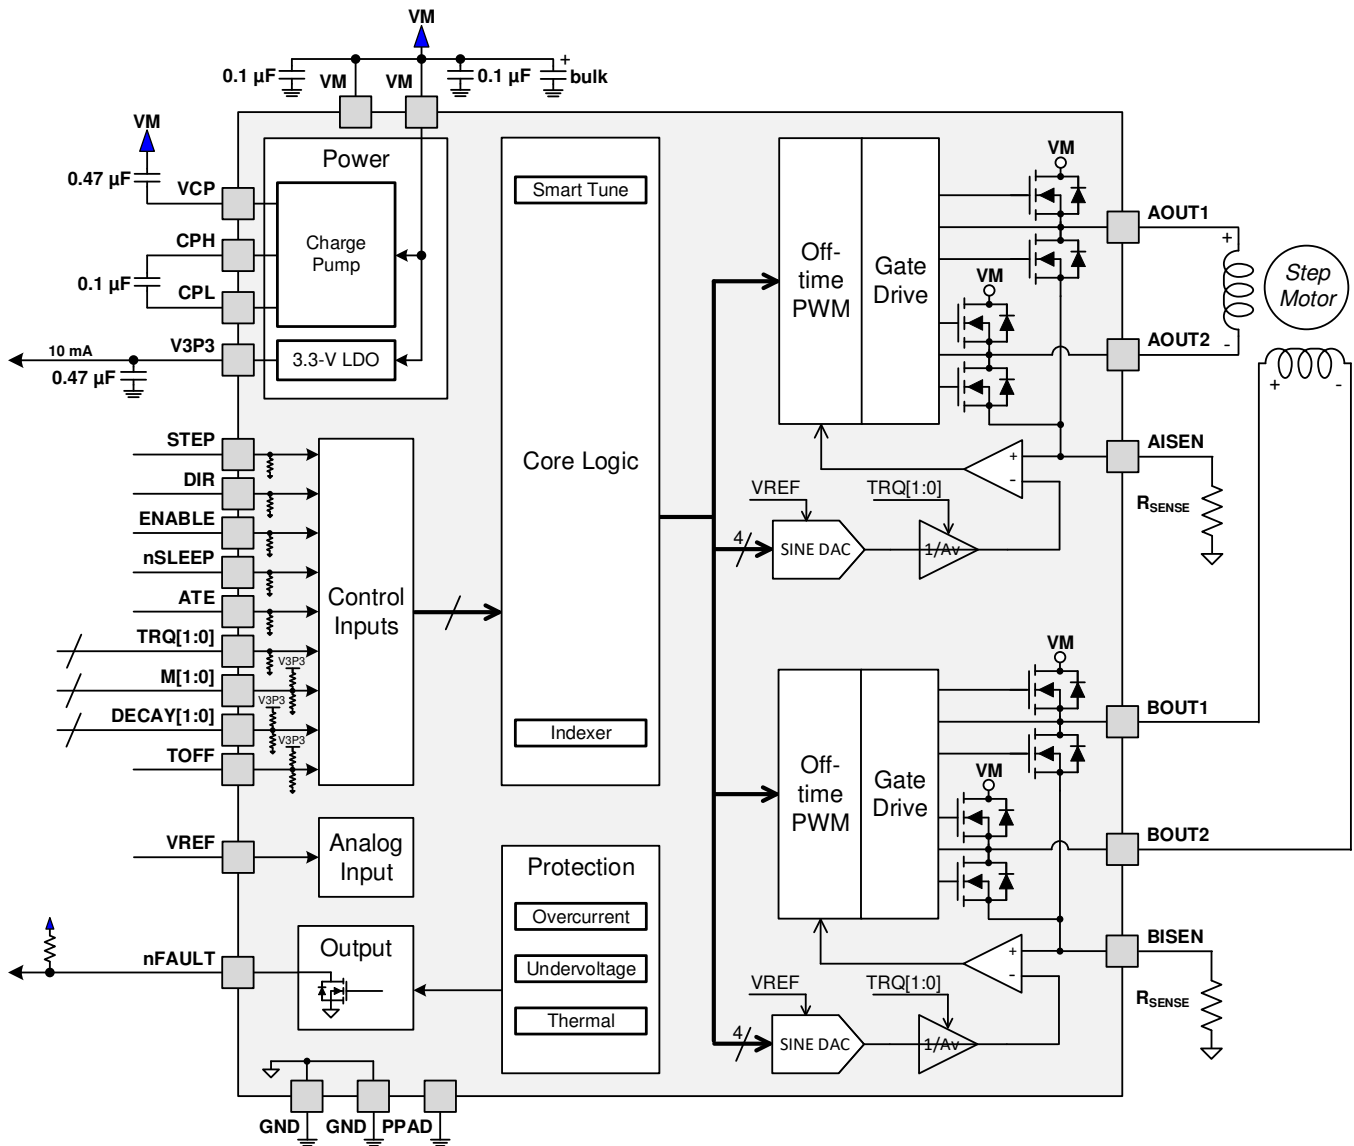 VM
0.1 µF
VM
VM
0.1 µF
+
bulk
VM
0.47 µF
VCP
CPH
0.1 µF
CPL
V3P3
10 mA
0.47 µF
Power
Charge
Pump
3.3-V LDO
STEP
DIR
ENABLE
nSLEEP
ATE
TRQ[1:0]
M[1:0]
DECAY[1:0]
TOFF
V3P3
V3P3
V3P3
Control
Inputs
VREF
Analog
Input
nFAULT
Output
GND
GND
PPAD
Smart Tune
Core Logic
Indexer
Protection
Overcurrent
Undervoltage
Thermal
Off-
time
PWM
Gate
Drive
VM
VM
AOUT1
+
Step
Motor
AOUT2
-
+
-
AISEN
RSENSE
+
-
VREF
TRQ[1:0]
4
SINE DAC
1/Av
Off-
time
PWM
Gate
Drive
VM
VM
BOUT1
BOUT2
BISEN
RSENSE
+
-
VREF
TRQ[1:0]
4
SINE DAC
1/Av